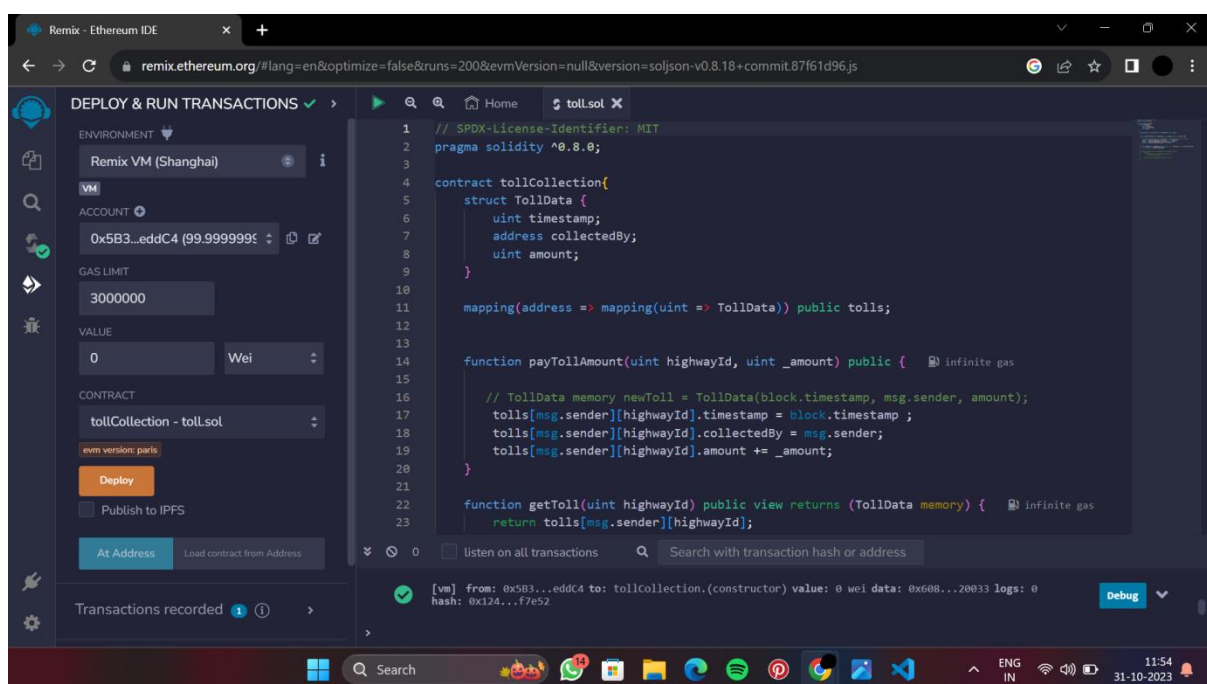 Remix - Ethereum IDE
remix.ethereum.org/#lang=en&optimize=false&runs=200&evmVersion=null&version=soljson-v0.8.18+commit.87f61d96.js
DEPLOY & RUN TRANSACTIONS
ENVIRONMENT
Remix VM (Shanghai)
VM
ACCOUNT
0x5B3...eddC4 (99.9999999
GAS LIMIT
3000000
VALUE
0 Wei
CONTRACT
tollCollection - toll.sol
evm version: paris
Deploy
Publish to IPFS
At Address Load contract from Address
Transactions recorded 1 i
Home toll.sol
1 // SPDX-License-Identifier: MIT
2 pragma solidity ^0.8.0;
3
4 contract tollCollection{
5 struct TollData {
6 uint timestamp;
7 address collectedBy;
8 uint amount;
9 }
10
11 mapping(address => mapping(uint => TollData)) public tolls;
12
13
14 function payTollAmount(uint highwayId, uint _amount) public { infinite gas
15
16 // TollData memory newToll = TollData(block.timestamp, msg.sender, amount);
17 tolls[msg.sender][highwayId].timestamp = block.timestamp ;
18 tolls[msg.sender][highwayId].collectedBy = msg.sender;
19 tolls[msg.sender][highwayId].amount += _amount;
20 }
21
22 function getToll(uint highwayId) public view returns (TollData memory) { infinite gas
23 return tolls[msg.sender][highwayId];
0 listen on all transactions Search with transaction hash or address
[vm] from: 0x5B3...eddC4 to: tollCollection.(constructor) value: 0 wei data: 0x608...20033 logs: 0
hash: 0x124...f7e52
Debug
>
Search
14
ENG
IN
11:54
31-10-2023